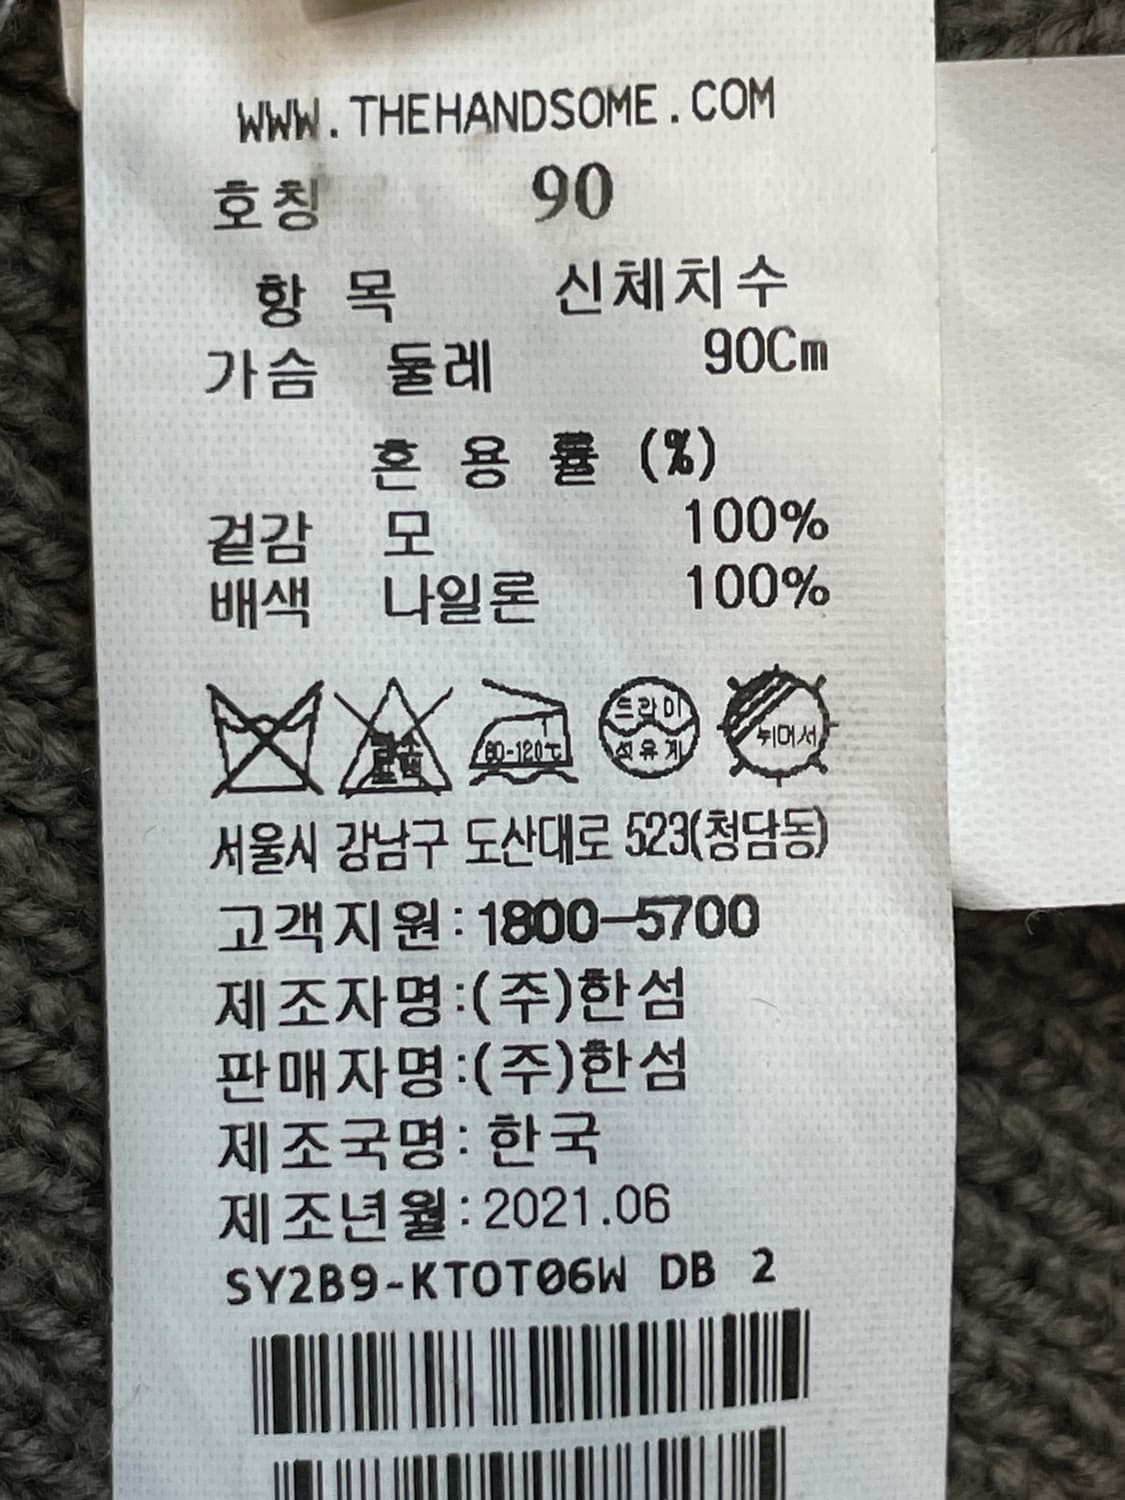 WWW.THEHANDSOME.COM
호칭 90
항 목 신체치수
가슴 둘레 90Cm
혼 용 률 (%)
겉감 모 100%
배색 나일론 100%
80-120℃ 드라이 석유계 뉘어서
서울시 강남구 도산대로 523(청담동)
고객지원:1800-5700
제조자명:(주)한섬
판매자명:(주)한섬
제조국명:한국
제조년월:2021.06
SY2B9-KTOT06W DB 2